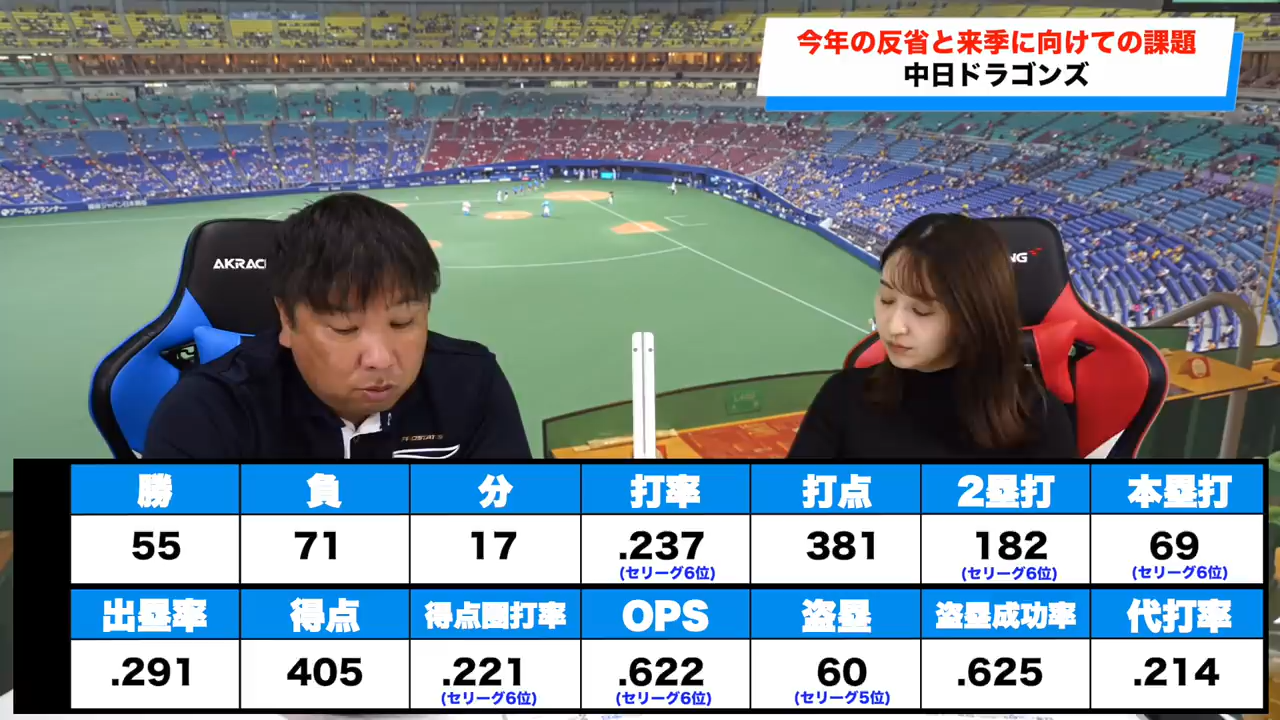 今年の反省と来季に向けての課題
中日ドラゴンズ
AKRACI
NG
勝 負 分 打率 打点 2塁打 本塁打
55 71 17 .237 381 182 69
(セリーグ6位) (セリーグ6位) (セリーグ6位)
出塁率 得点 得点圏打率 OPS 盗塁 盗塁成功率 代打率
.291 405 .221 .622 60 .625 .214
(セリーグ6位) (セリーグ6位) (セリーグ5位)